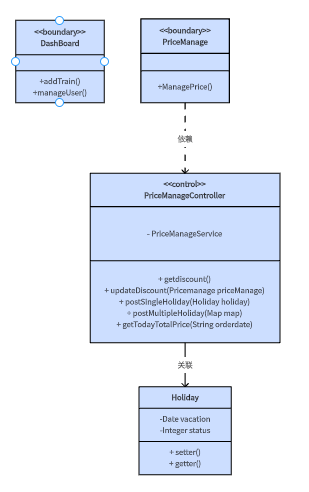 <<boundary>>
DashBoard
+addTrain()
+manageUser()
<<boundary>>
PriceManage
+ManagePrice()
依赖
<<control>>
PriceManageController
- PriceManageService
+ getdiscount()
+ updateDiscount(Pricemanage priceManage)
+ postSingleHoliday(Holiday holiday)
+ postMultipleHoliday(Map map)
+ getTodayTotalPrice(String orderdate)
关联
Holiday
-Date vacation
-Integer status
+ setter()
+ getter()